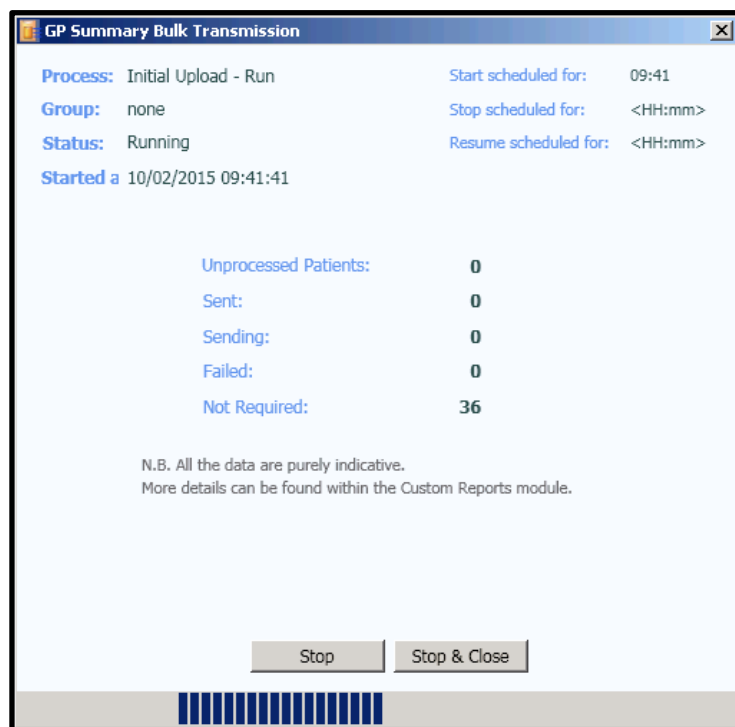 GP Summary Bulk Transmission
Process: Initial Upload - Run Start scheduled for: 09:41
Group: none Stop scheduled for: <HH:mm>
Status: Running Resume scheduled for: <HH:mm>
Started a 10/02/2015 09:41:41
Unprocessed Patients: 0
Sent: 0
Sending: 0
Failed: 0
Not Required: 36
N.B. All the data are purely indicative.
More details can be found within the Custom Reports module.
Stop Stop & Close